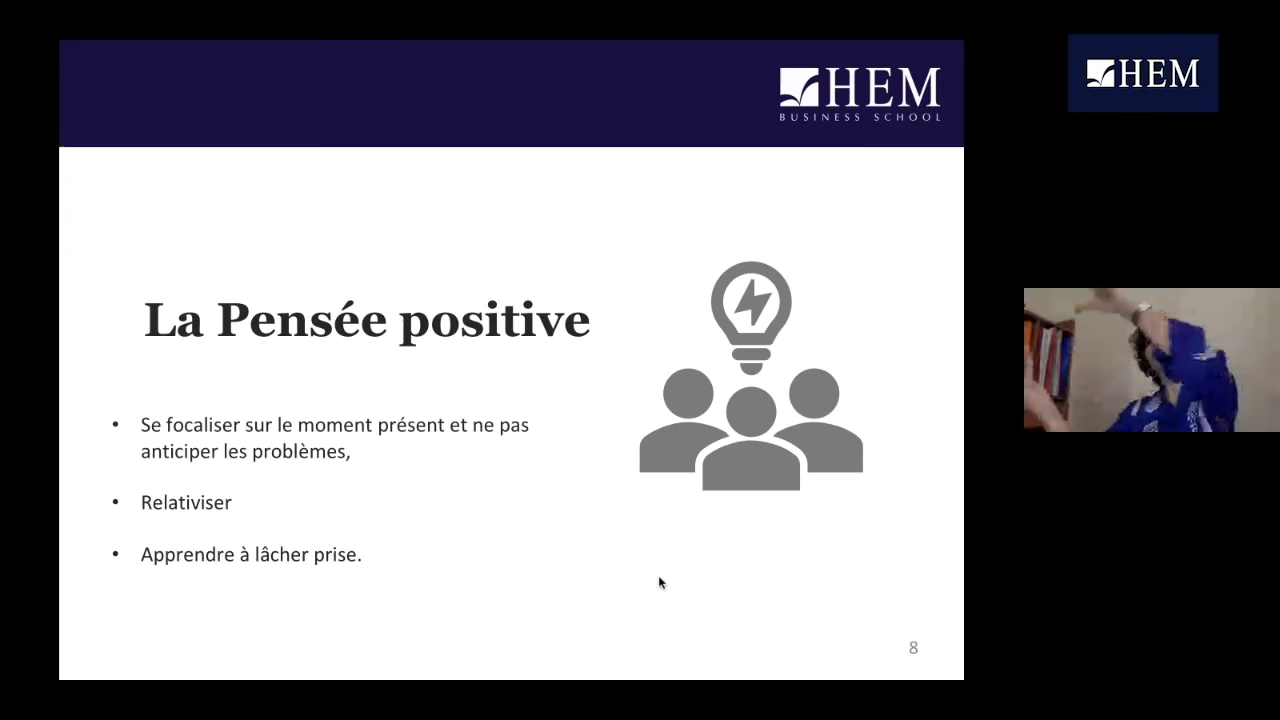 HEM
BUSINESS SCHOOL
HEM
La Pensée positive
• Se focaliser sur le moment présent et ne pas
anticiper les problèmes,
• Relativiser
• Apprendre à lâcher prise.
8